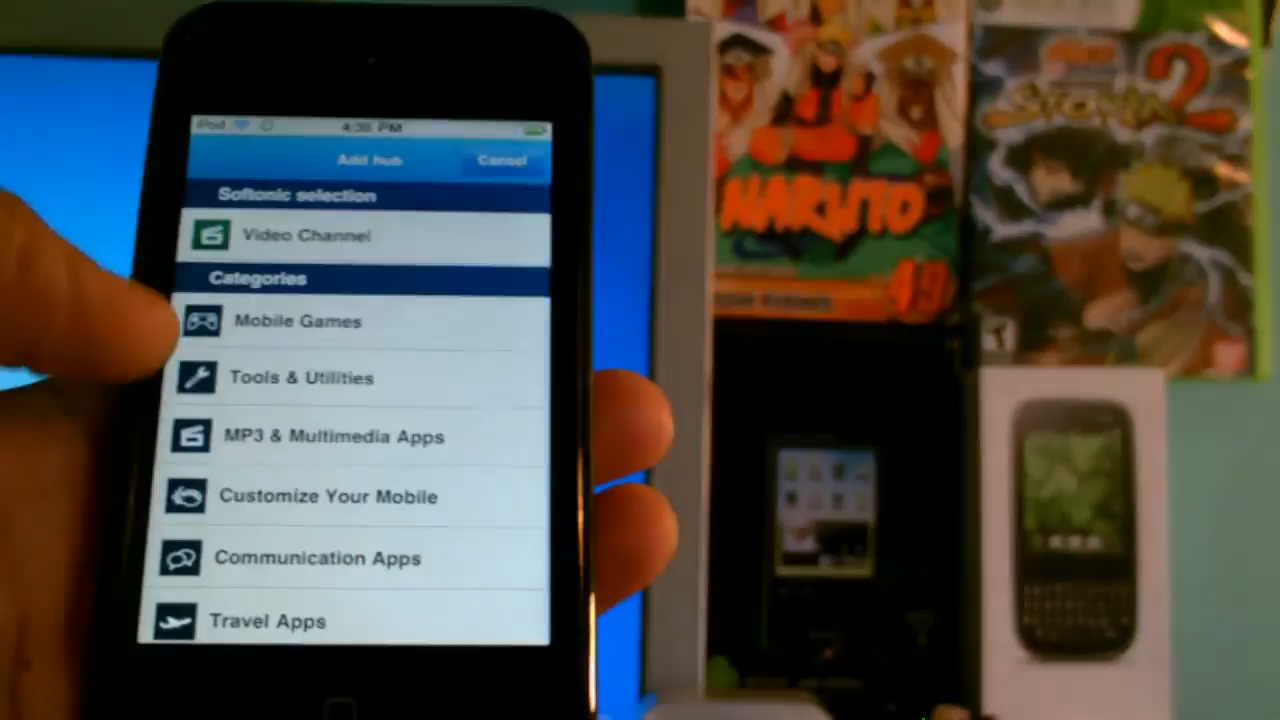 iPod
4:35 PM
Add hub
Cancel
Softonic selection
Video Channel
Categories
Mobile Games
Tools & Utilities
MP3 & Multimedia Apps
Customize Your Mobile
Communication Apps
Travel Apps
NARUTO
49
STORM 2
T